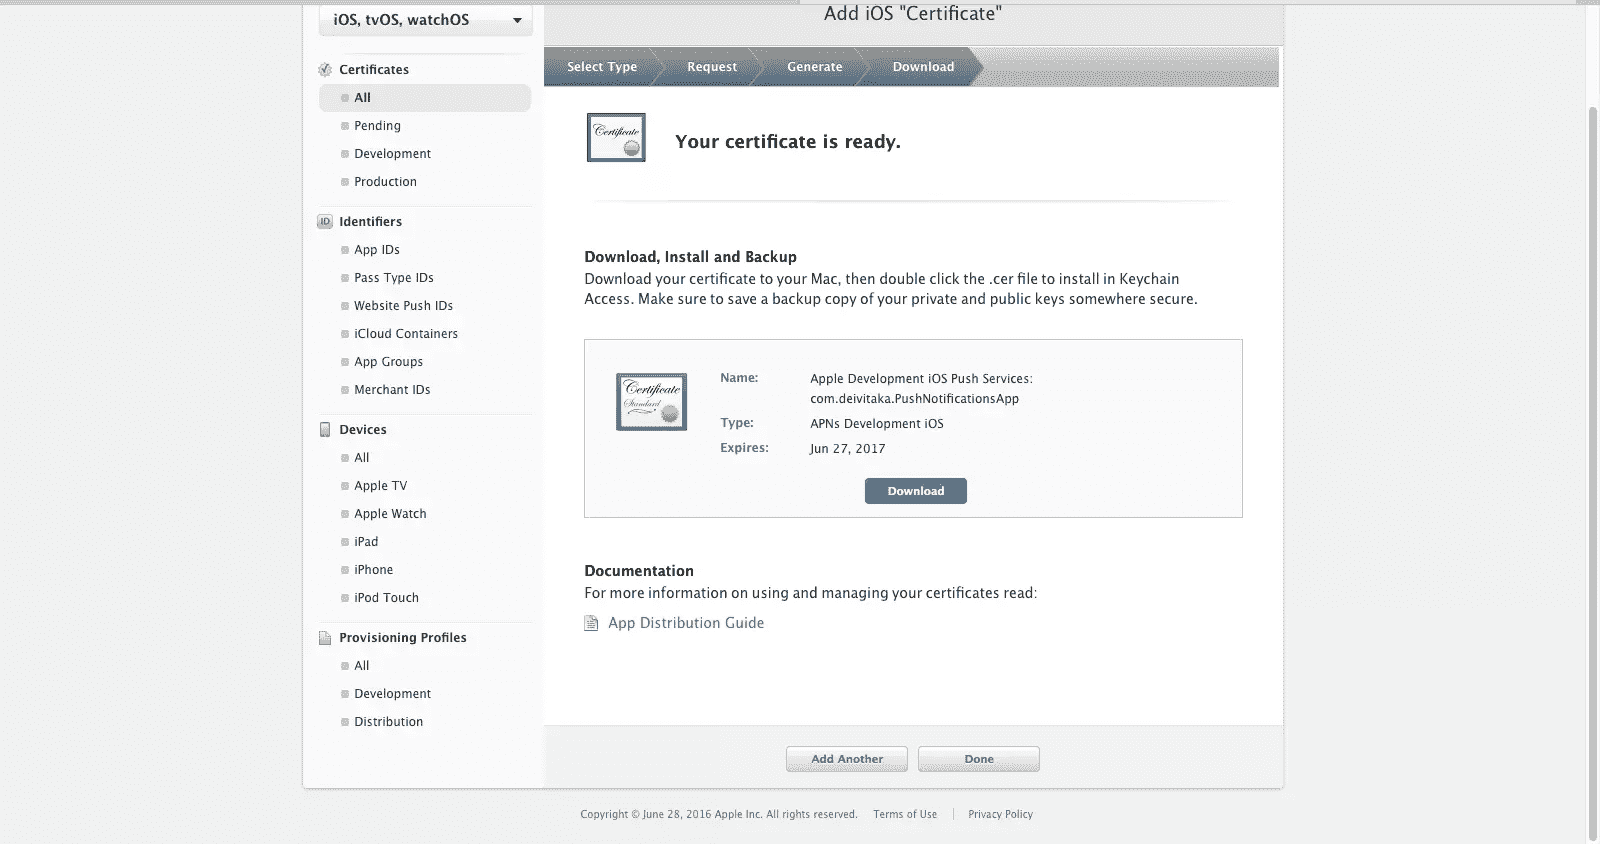 iOS, tvOS, watchOS
Certificates
All
Pending
Development
Production
ID Identifiers
App IDs
Pass Type IDs
Website Push IDs
iCloud Containers
App Groups
Merchant IDs
Devices
All
Apple TV
Apple Watch
iPad
iPhone
iPod Touch
Provisioning Profiles
All
Development
Distribution
Add iOS "Certificate"
Select Type Request Generate Download
Certificate
Your certificate is ready.
Download, Install and Backup
Download your certificate to your Mac, then double click the .cer file to install in Keychain
Access. Make sure to save a backup copy of your private and public keys somewhere secure.
Certificate
Standard
Name: Apple Development iOS Push Services:
com.deivitaka.PushNotificationsApp
Type: APNs Development iOS
Expires: Jun 27, 2017
Download
Documentation
For more information on using and managing your certificates read:
App Distribution Guide
Add Another Done
Copyright © June 28, 2016 Apple Inc. All rights reserved. Terms of Use | Privacy Policy